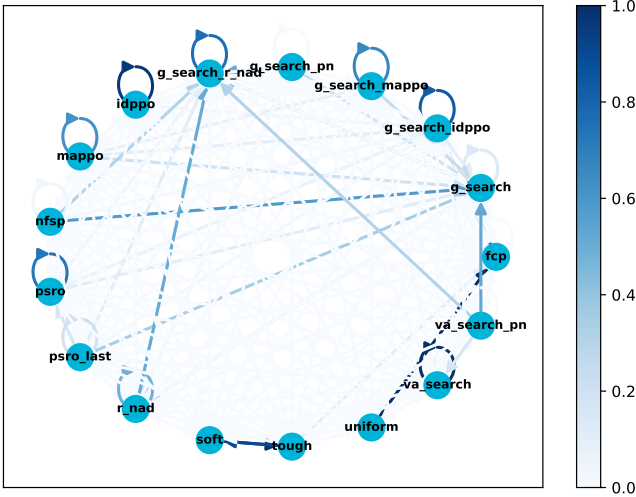 g_search_r_nad
g_search_pn
g_search_mappo
idppo
g_search_idppo
mappo
g_search
nfsp
fcp
psro
va_search_pn
psro_last
va_search
r_nad
uniform
soft
tough
1.0
0.8
0.6
0.4
0.2
0.0